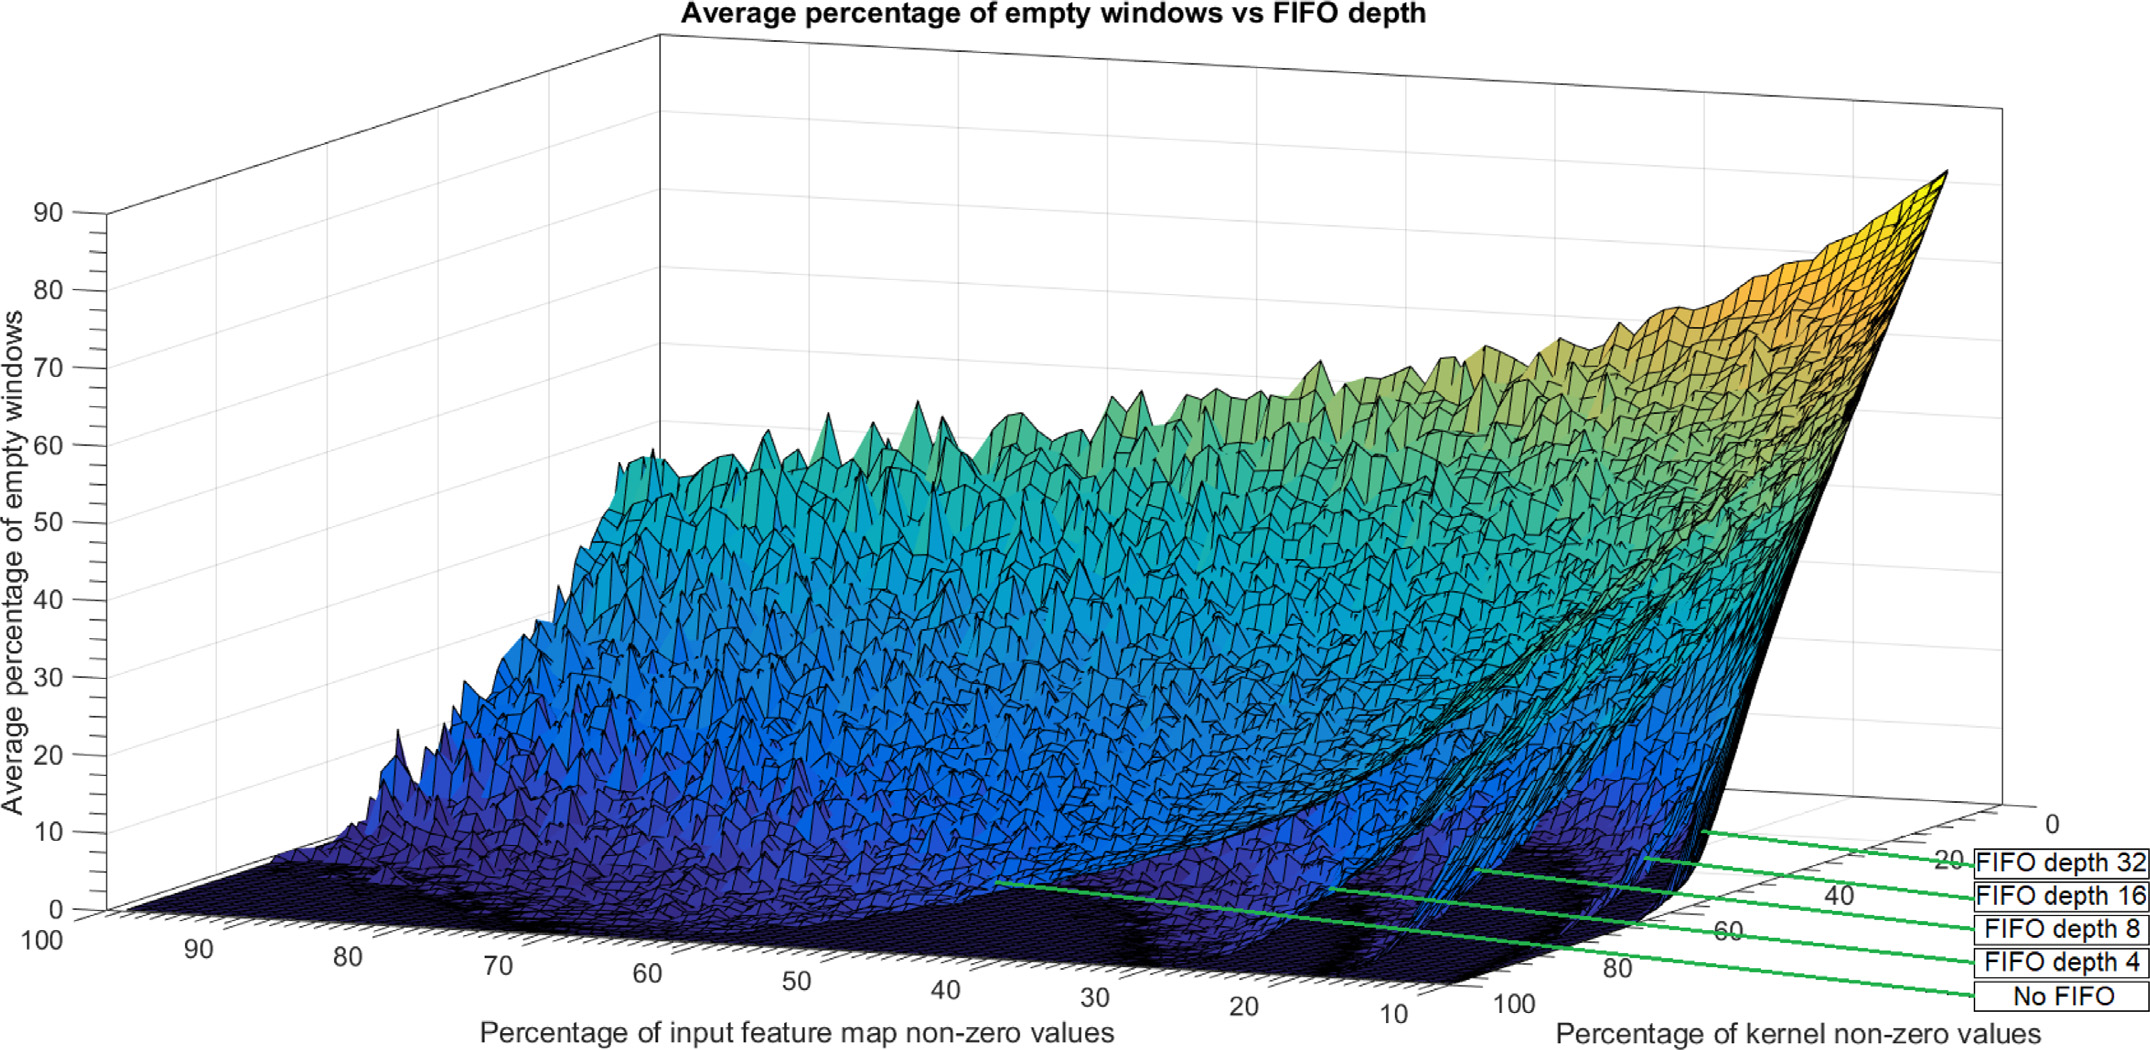 Average percentage of empty windows vs FIFO depth
Average percentage of empty windows
90
80
70
60
50
40
30
20
10
0
100
90
80
70
60
50
40
30
20
10
Percentage of input feature map non-zero values
0
20
40
60
80
100
Percentage of kernel non-zero values
FIFO depth 32
FIFO depth 16
FIFO depth 8
FIFO depth 4
No FIFO